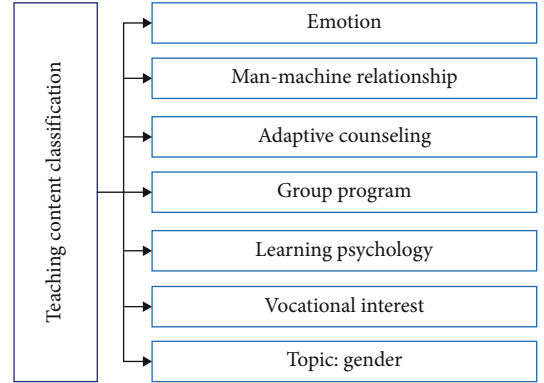 Teaching content classification
Emotion
Man-machine relationship
Adaptive counseling
Group program
Learning psychology
Vocational interest
Topic: gender